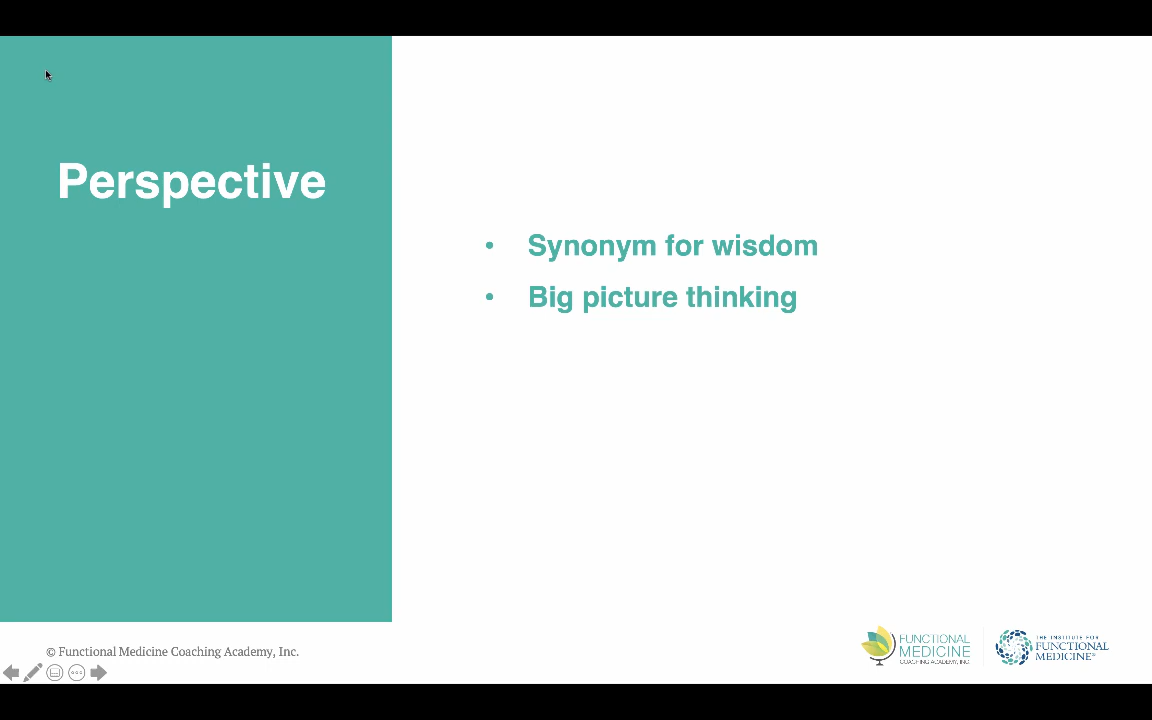 Perspective
• Synonym for wisdom
• Big picture thinking
© Functional Medicine Coaching Academy, Inc.
FUNCTIONAL
MEDICINE
COACHING ACADEMY, INC.
THE INSTITUTE FOR
FUNCTIONAL
MEDICINE™